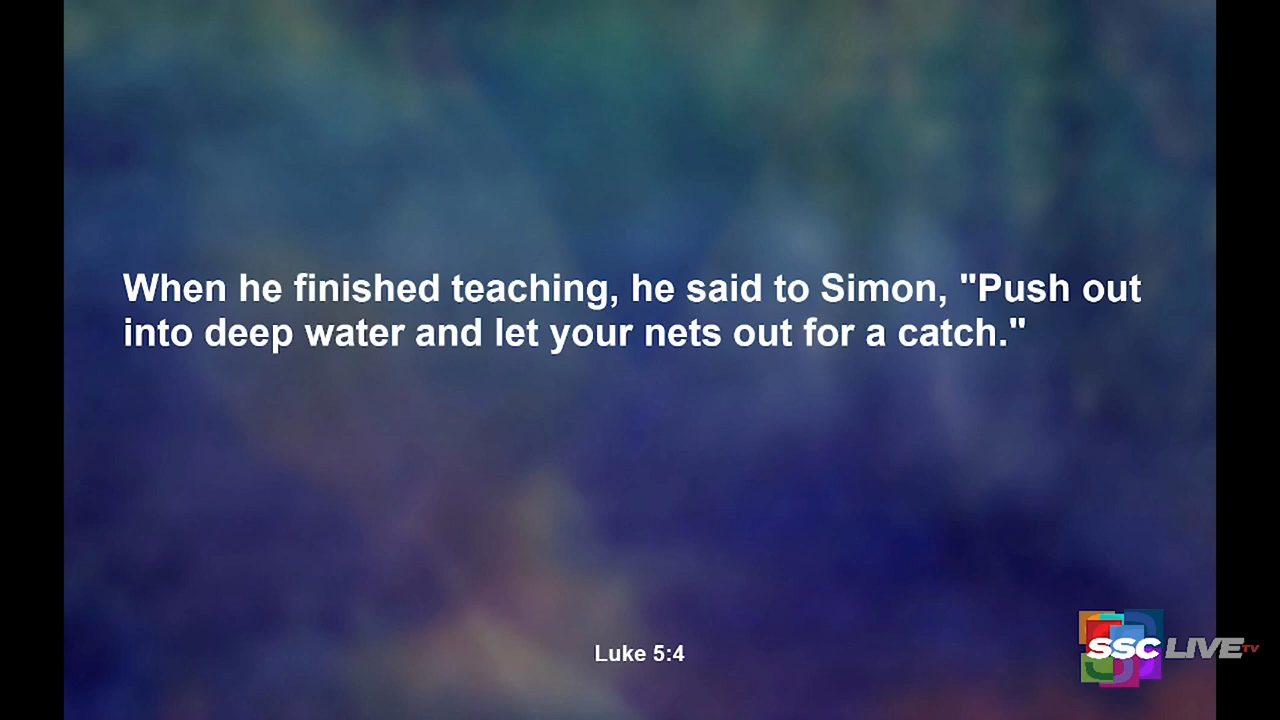 When he finished teaching, he said to Simon, "Push out
into deep water and let your nets out for a catch."
Luke 5:4
SSC LIVE TV